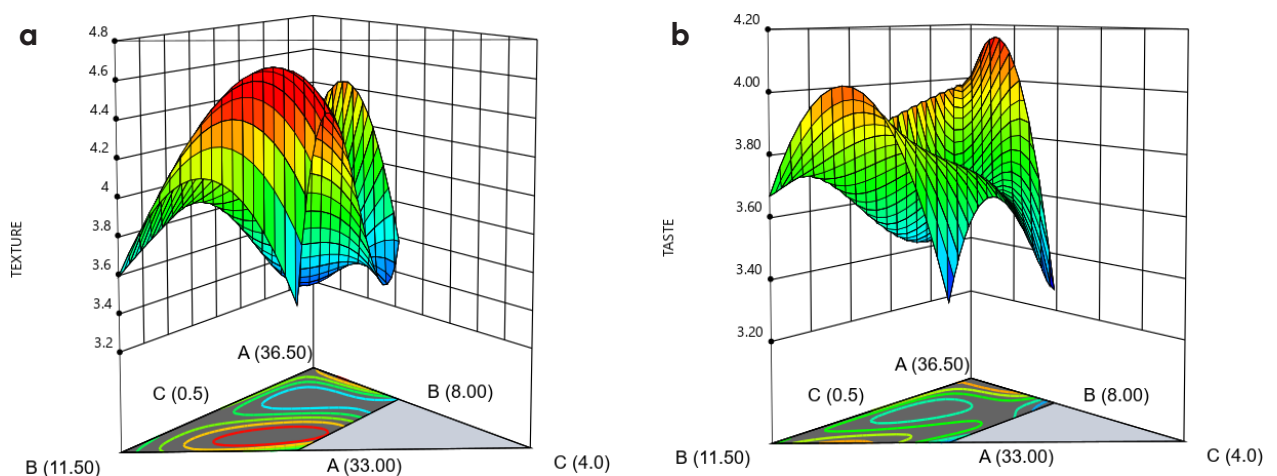 a
4.8
4.6
4.4
4.2
4
3.8
3.6
3.4
3.2
TEXTURE
A (36.50)
C (0.5)
B (8.00)
B (11.50)
A (33.00)
C (4.0)
b
4.20
4.00
3.80
3.60
3.40
3.20
TASTE
A (36.50)
C (0.5)
B (8.00)
B (11.50)
A (33.00)
C (4.0)